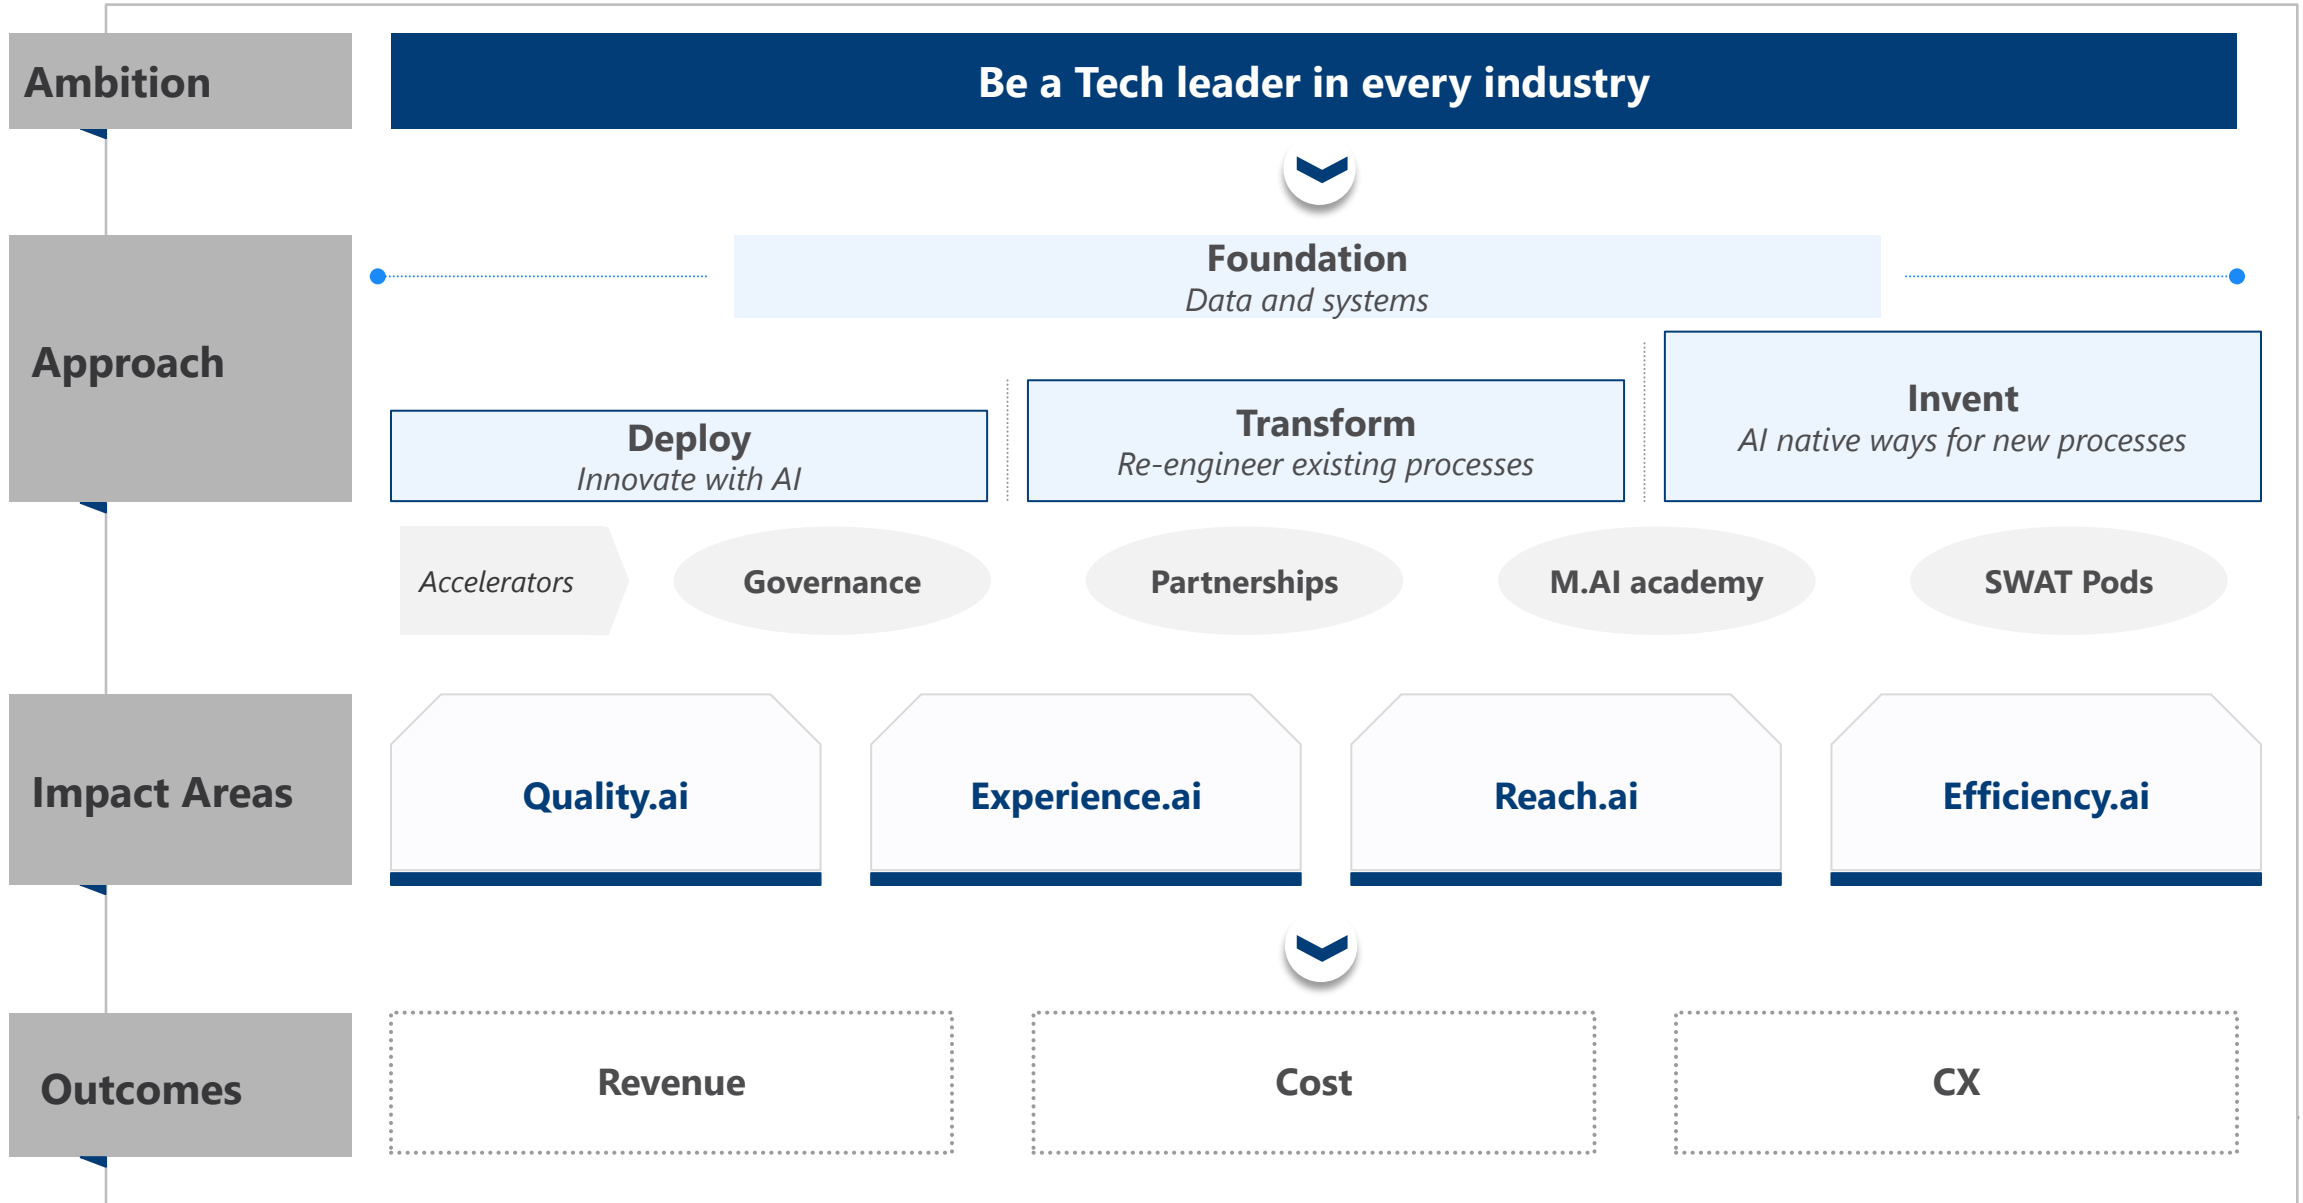 Ambition
Be a Tech leader in every industry
Approach
Foundation
Data and systems
Deploy
Innovate with AI
Transform
Re-engineer existing processes
Invent
AI native ways for new processes
Accelerators
Governance
Partnerships
M.AI academy
SWAT Pods
Impact Areas
Quality.ai
Experience.ai
Reach.ai
Efficiency.ai
Outcomes
Revenue
Cost
CX